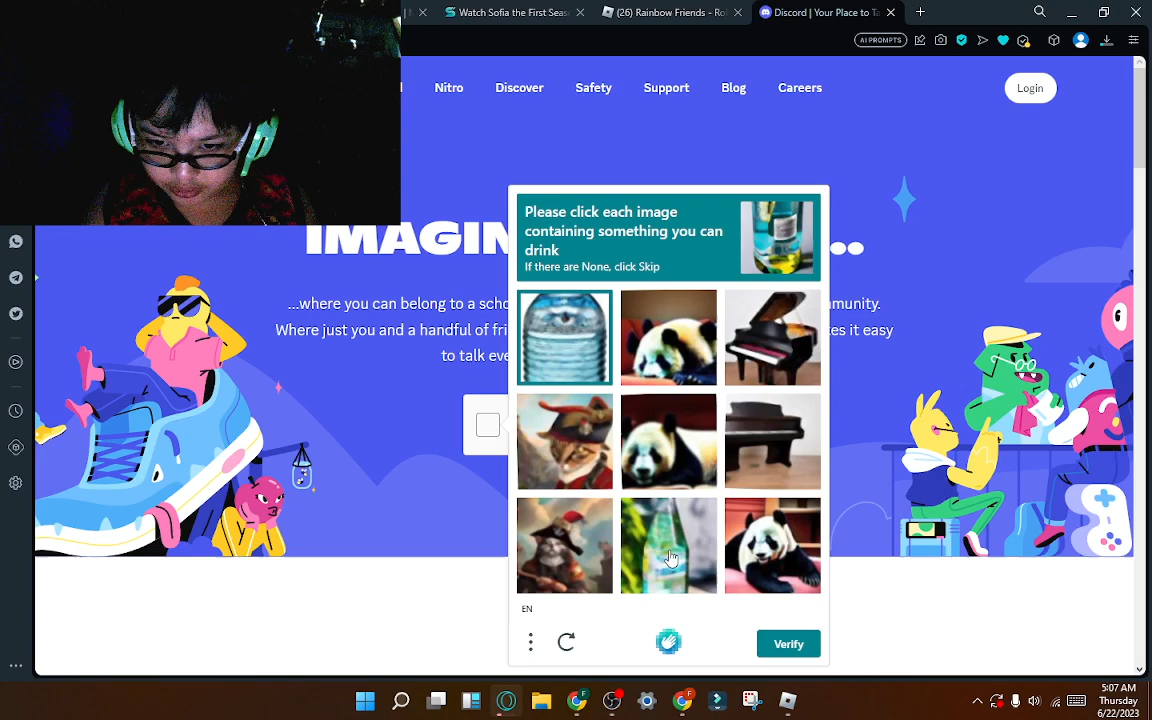 Watch Sofia the First Seaso
(26) Rainbow Friends - Ro
Discord | Your Place to Ta
AI PROMPTS
Nitro
Discover
Safety
Support
Blog
Careers
Login
IMAGIN
...where you can belong to a scho
munity.
Where just you and a handful of fri
kes it easy
to talk eve
Please click each image
containing something you can
drink
If there are None, click Skip
EN
Verify
5:07 AM
Thursday
6/22/2023